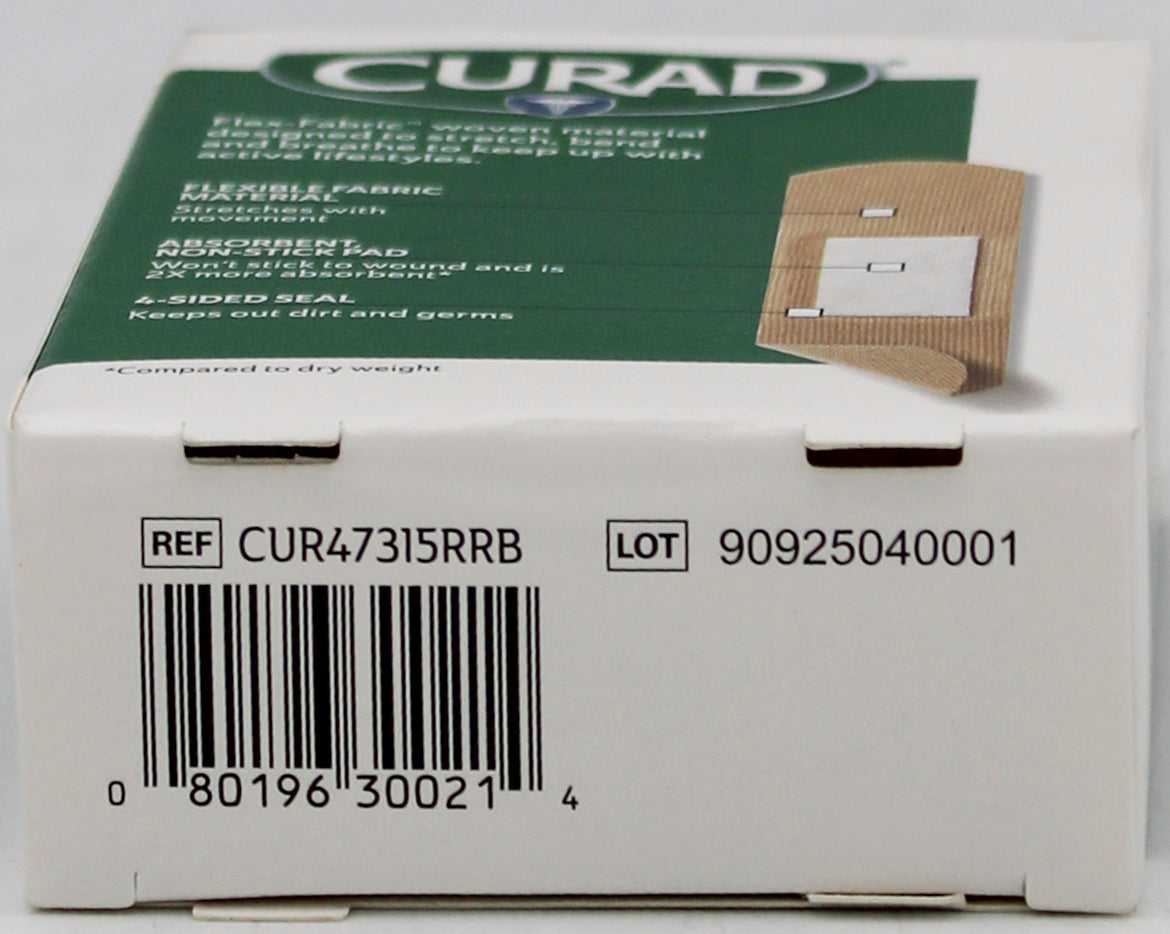 CURAD
Flex-Fabric™ woven material
designed to stretch, bend
and breathe to keep up with
active lifestyles.
FLEXIBLE FABRIC
MATERIAL
Stretches with
movement
ABSORBENT,
NON-STICK PAD
Won't stick to wound and is
2X more absorbent*
4-SIDED SEAL
Keeps out dirt and germs
*Compared to dry weight
REF CUR47315RRB LOT 90925040001
0 80196 30021 4